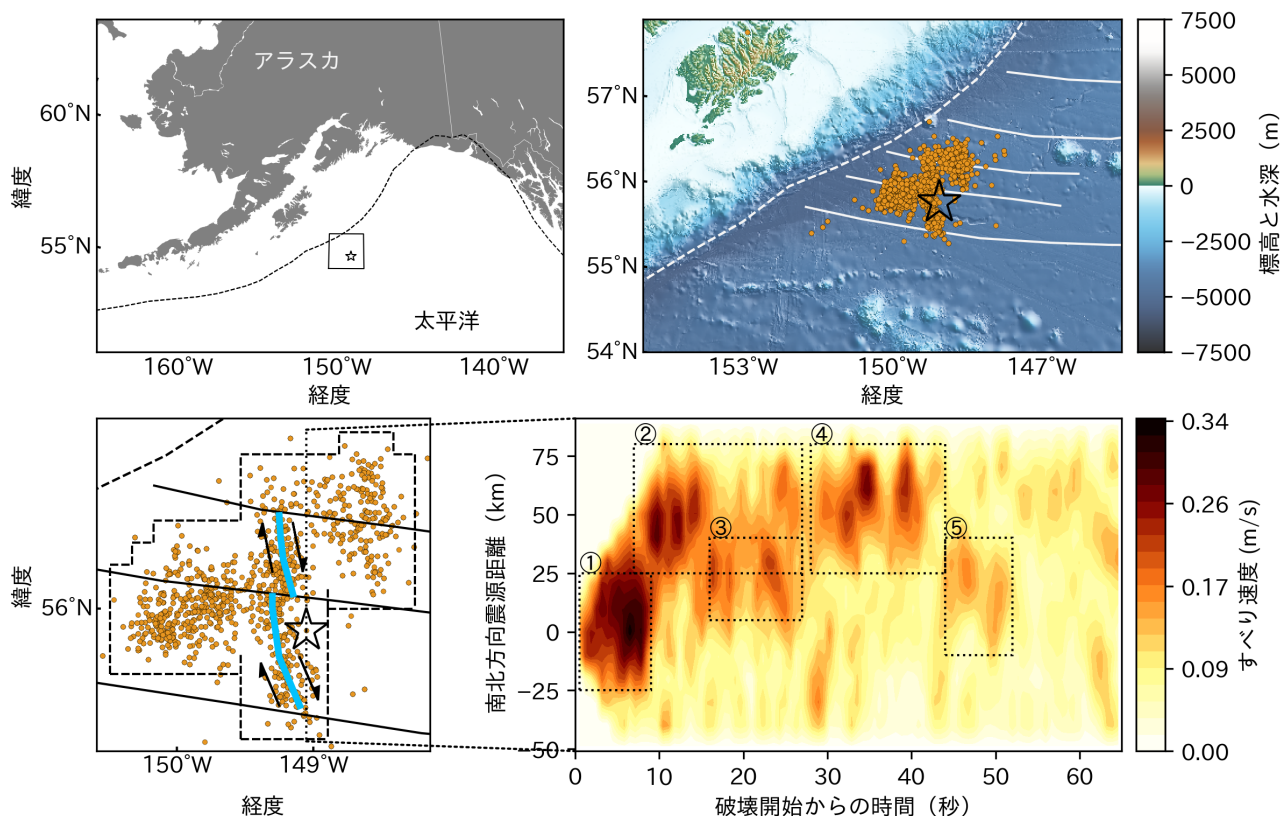 アラスカ
60˚N
55˚N
緯度
太平洋
160˚W
150˚W
140˚W
経度
57˚N
56˚N
55˚N
54˚N
153˚W
150˚W
147˚W
経度
7500
5000
2500
0
−2500
−5000
−7500
標高と水深（m）
56˚N
緯度
150˚W
149˚W
経度
南北方向震源距離（km）
75
50
25
0
−25
−50
①
②
③
④
⑤
0
10
20
30
40
50
60
破壊開始からの時間（秒）
0.34
0.26
0.17
0.09
0.00
すべり速度 (m/s)